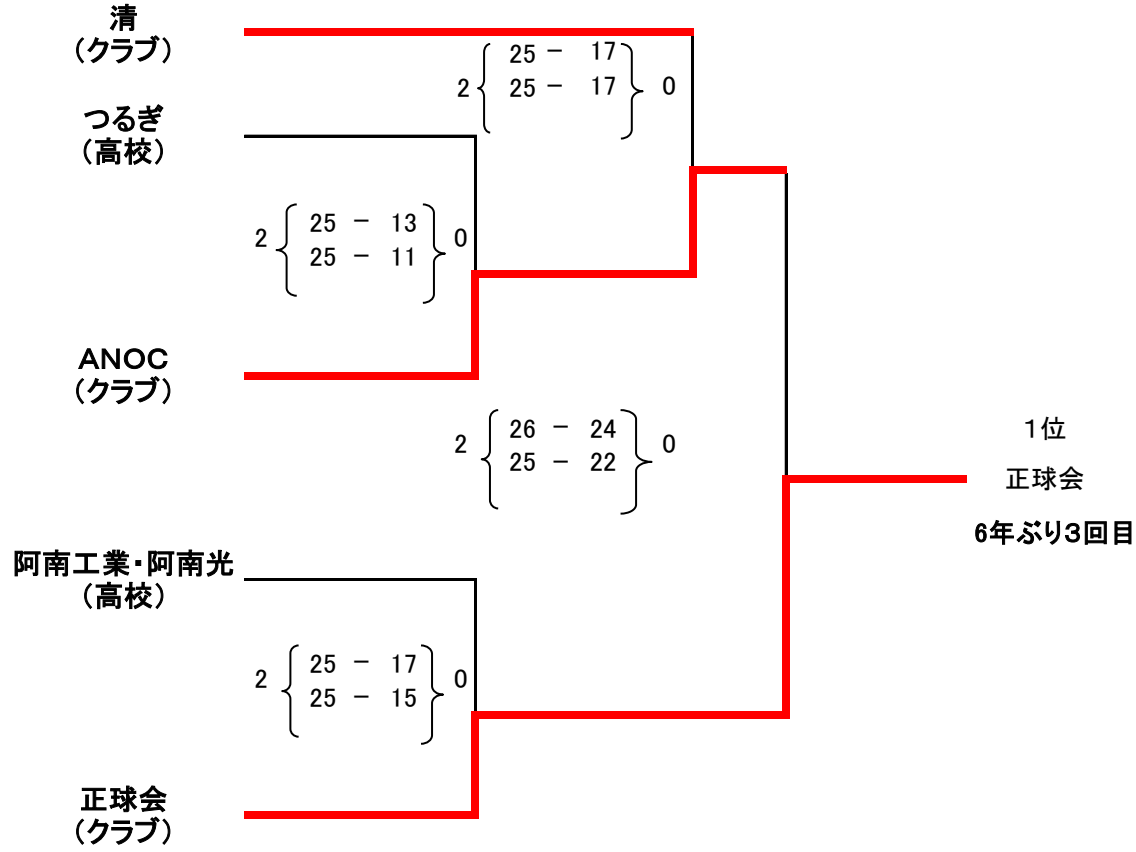 清
（クラブ）
25 － 17
2 25 － 17 0
つるぎ
（高校）
25 － 13
2 25 － 11 0
ANOC
（クラブ）
26 － 24
2 25 － 22 0
1位
正球会
6年ぶり3回目
阿南工業・阿南光
（高校）
25 － 17
2 25 － 15 0
正球会
（クラブ）